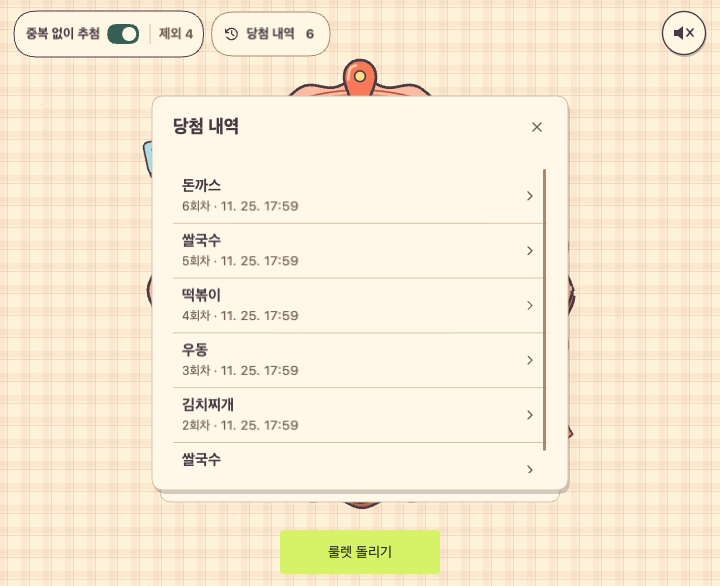 중복 없이 추첨
제외 4
당첨 내역 6
당첨 내역
돈까스
6회차 · 11. 25. 17:59
쌀국수
5회차 · 11. 25. 17:59
떡볶이
4회차 · 11. 25. 17:59
우동
3회차 · 11. 25. 17:59
김치찌개
2회차 · 11. 25. 17:59
쌀국수
룰렛 돌리기